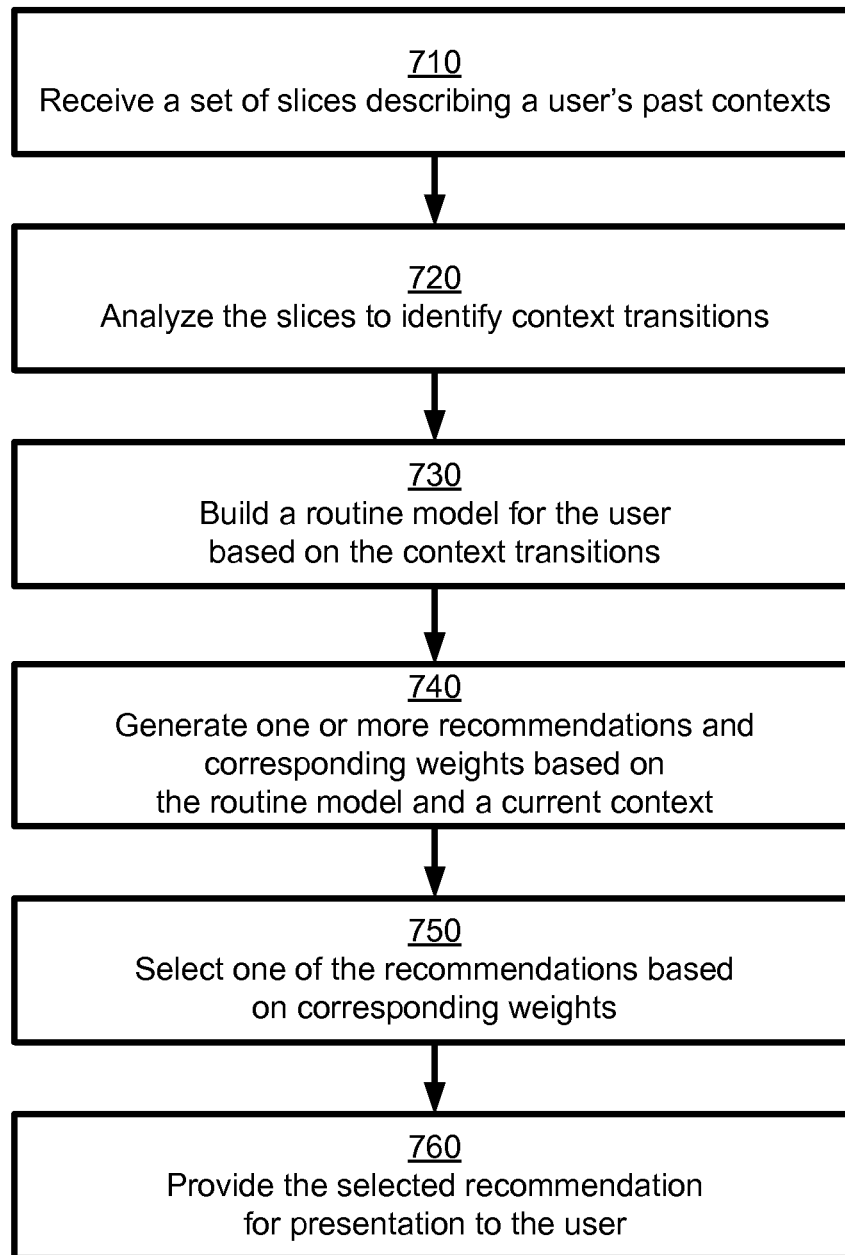 710
Receive a set of slices describing a user's past contexts
720
Analyze the slices to identify context transitions
730
Build a routine model for the user
based on the context transitions
740
Generate one or more recommendations and
corresponding weights based on
the routine model and a current context
750
Select one of the recommendations based
on corresponding weights
760
Provide the selected recommendation
for presentation to the user